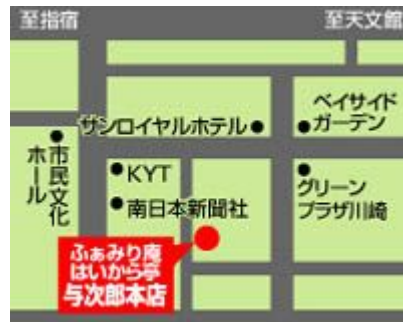 至指宿
至天文館
ベイサイド
ガーデン
サンロイヤルホテル
市民文化
ホール
KYT
南日本新聞社
グリーン
プラザ川崎
ふぁみり庵
はいから亭
与次郎本店